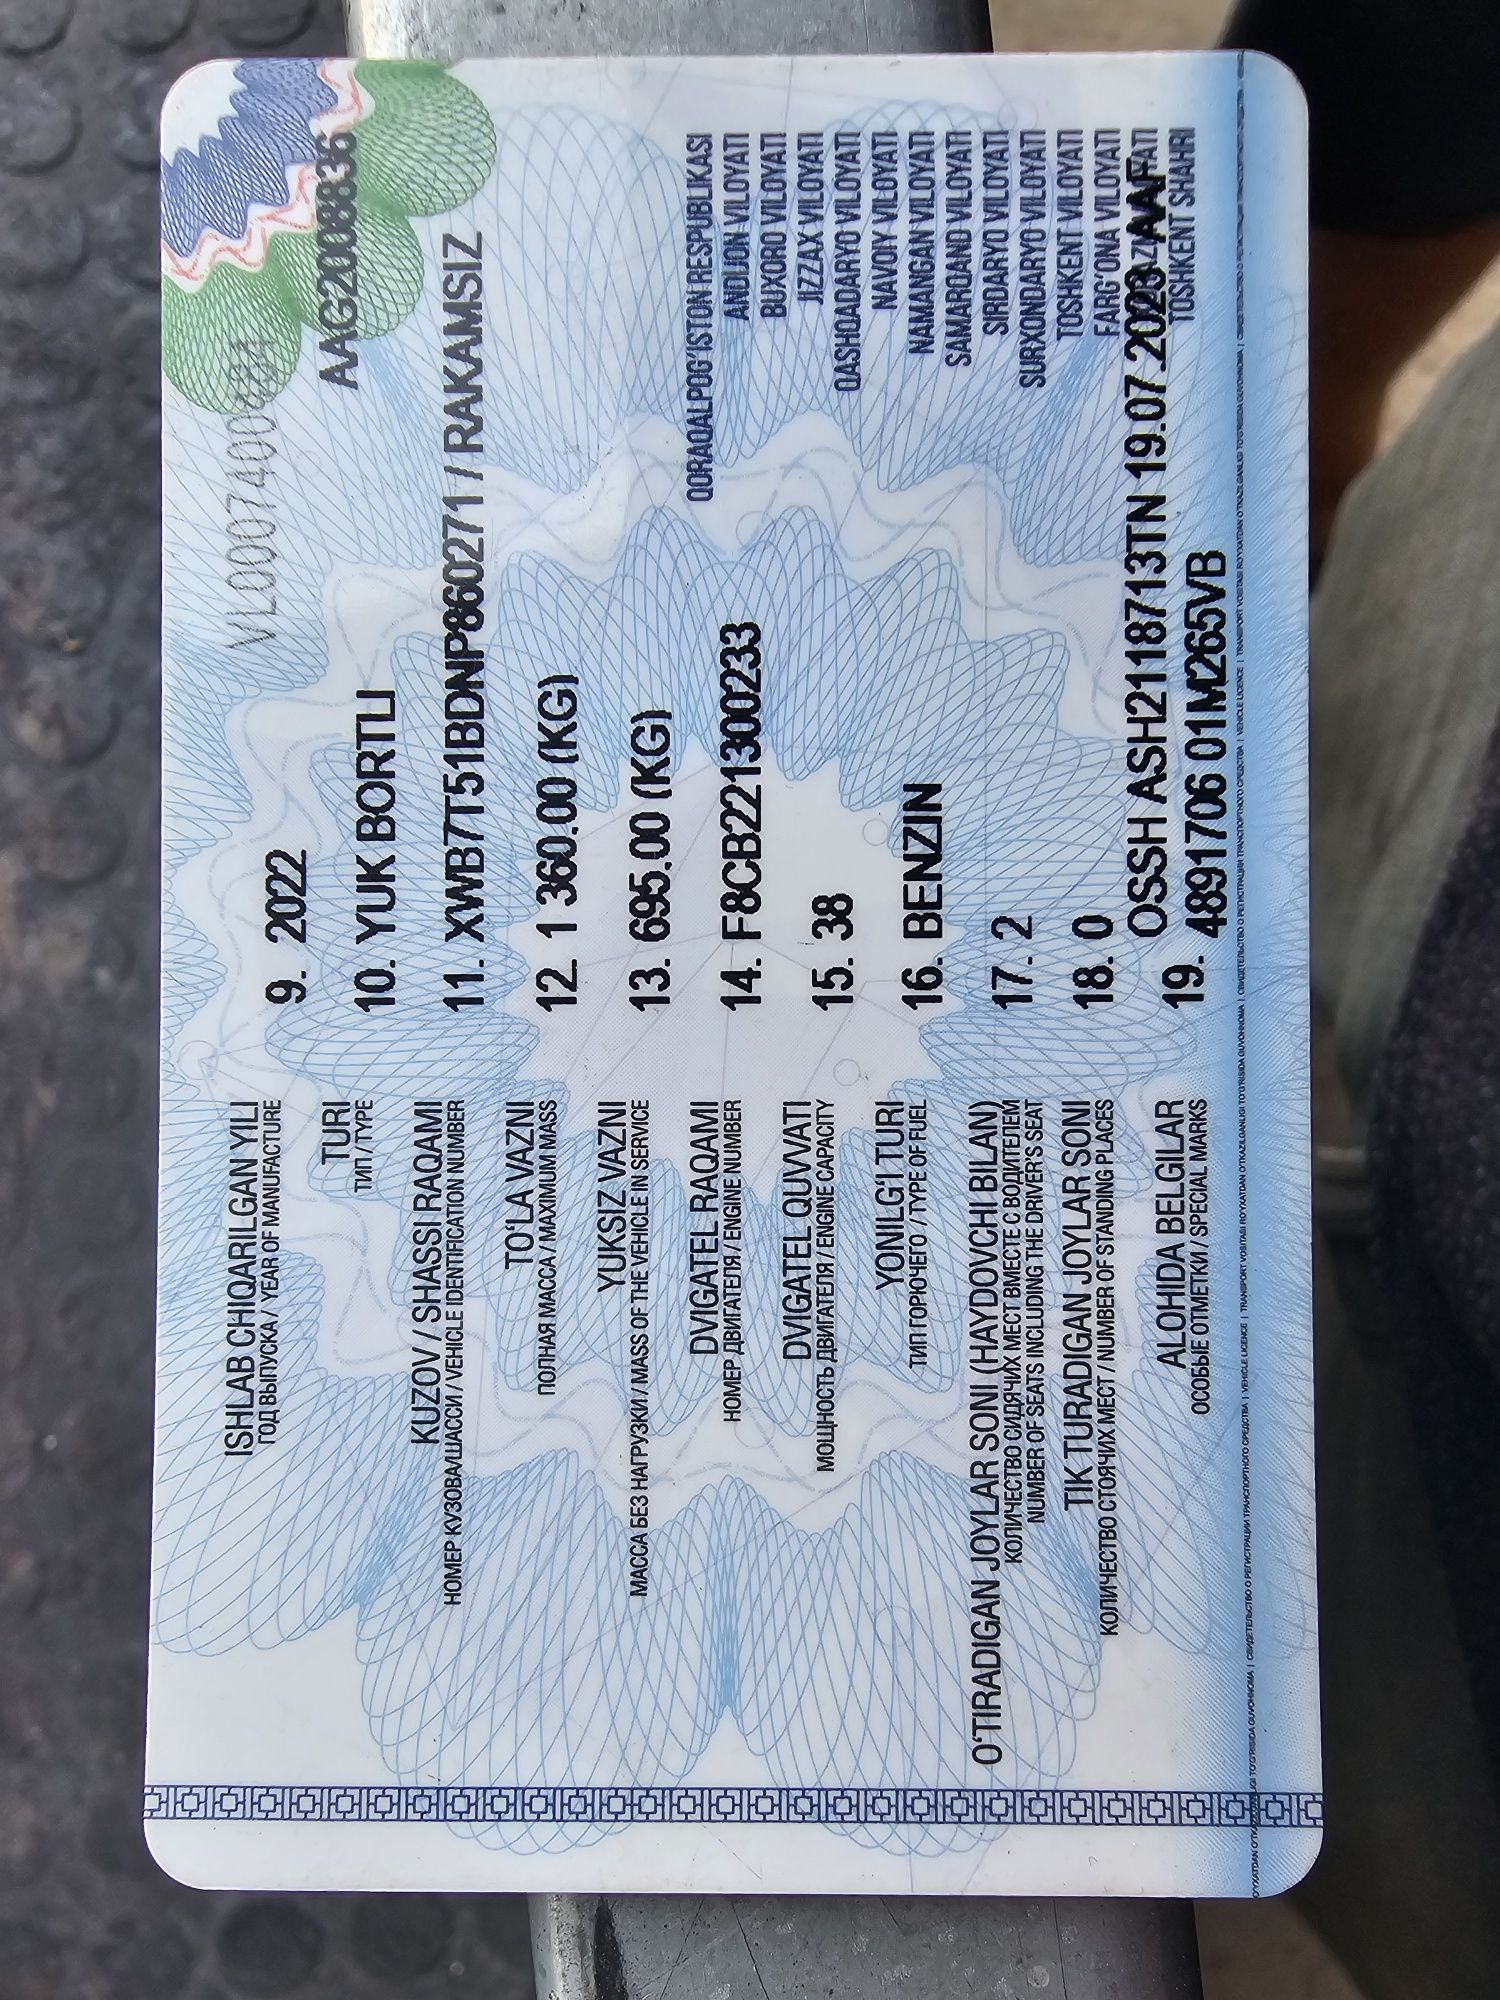 VL0007400884
AAG2008836
ISHLAB CHIQARILGAN YILI
ГОД ВЫПУСКА / YEAR OF MANUFACTURE
9. 2022
TURI
ТИП / TYPE
10. YUK BORTLI
KUZOV / SHASSI RAQAMI
НОМЕР КУЗОВА/ШАССИ / VEHICLE IDENTIFICATION NUMBER
11. XWB7T51BDNP860271 / RAKAMSIZ
TO‘LA VAZNI
ПОЛНАЯ МАССА / MAXIMUM MASS
12. 1 360.00 (KG)
YUKSIZ VAZNI
МАССА БЕЗ НАГРУЗКИ / MASS OF THE VEHICLE IN SERVICE
13. 695.00 (KG)
DVIGATEL RAQAMI
НОМЕР ДВИГАТЕЛЯ / ENGINE NUMBER
14. F8CB221300233
DVIGATEL QUVVATI
МОЩНОСТЬ ДВИГАТЕЛЯ / ENGINE CAPACITY
15. 38
YONILG‘I TURI
ТИП ГОРЮЧЕГО / TYPE OF FUEL
16. BENZIN
O‘TIRADIGAN JOYLAR SONI (HAYDOVCHI BILAN)
КОЛИЧЕСТВО СИДЯЧИХ МЕСТ ВМЕСТЕ С ВОДИТЕЛЕМ
NUMBER OF SEATS INCLUDING THE DRIVER'S SEAT
17. 2
TIK TURADIGAN JOYLAR SONI
КОЛИЧЕСТВО СТОЯЧИХ МЕСТ / NUMBER OF STANDING PLACES
18. 0
ALOHIDA BELGILAR
ОСОБЫЕ ОТМЕТКИ / SPECIAL MARKS
19. OSSH ASH2118713TN 19.07.2023 AAF
4891706 01M265VB
QORAQALPOG‘ISTON RESPUBLIKASI
ANDIJON VILOYATI
BUXORO VILOYATI
JIZZAX VILOYATI
QASHQADARYO VILOYATI
NAVOIY VILOYATI
NAMANGAN VILOYATI
SAMARQAND VILOYATI
SIRDARYO VILOYATI
SURXONDARYO VILOYATI
TOSHKENT VILOYATI
FARG‘ONA VILOYATI
TOSHKENT SHAHRI